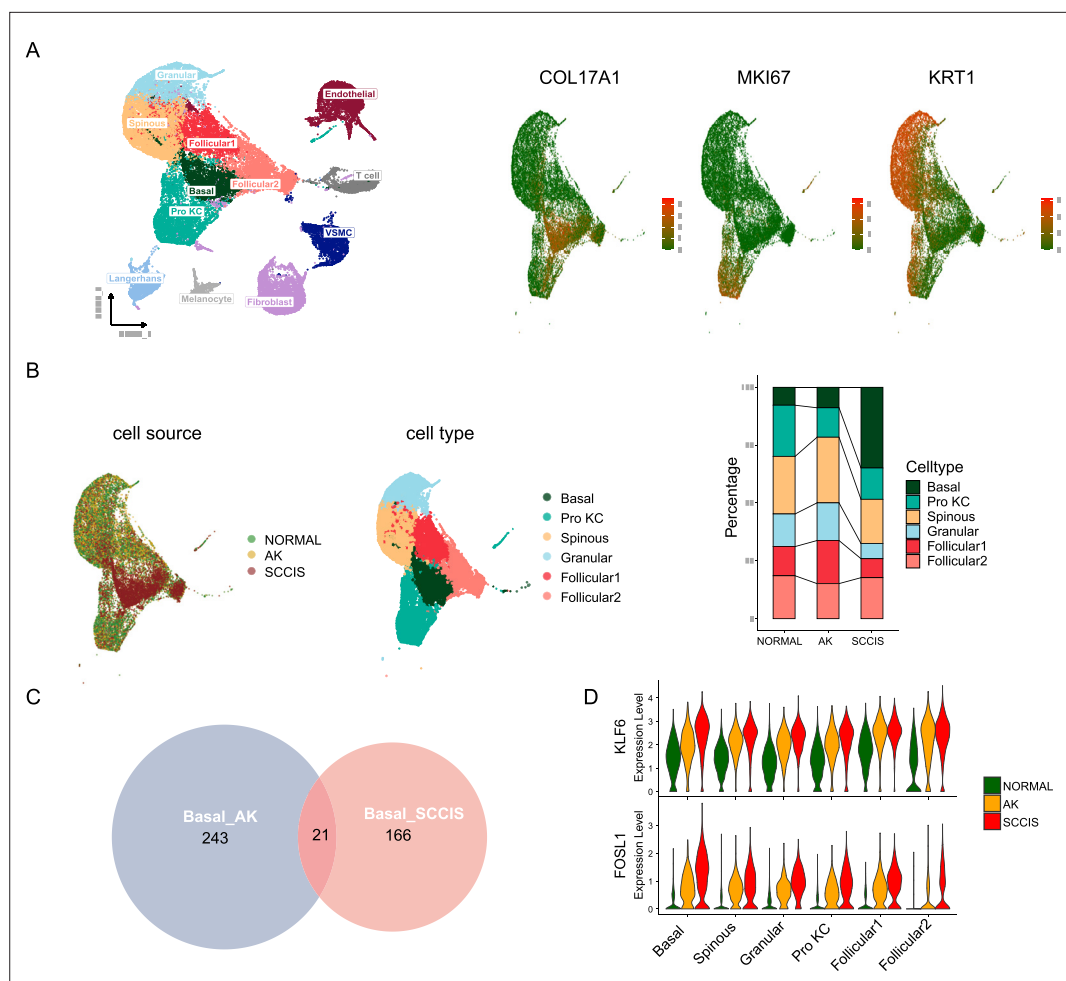 A
Granular
Spinous
Follicular1
Basal
Follicular2
Pro KC
Endothelial
T cell
VSMC
Langerhans
Melanocyte
Fibroblast
COL17A1
MKI67
KRT1
B
cell source
NORMAL
AK
SCCIS
cell type
Basal
Pro KC
Spinous
Granular
Follicular1
Follicular2
Percentage
NORMAL
AK
SCCIS
Celltype
Basal
Pro KC
Spinous
Granular
Follicular1
Follicular2
C
Basal_AK
243
21
Basal_SCCIS
166
D
KLF6
Expression Level
4
3
2
1
0
FOSL1
Expression Level
3
2
1
0
Basal
Spinous
Granular
Pro KC
Follicular1
Follicular2
NORMAL
AK
SCCIS